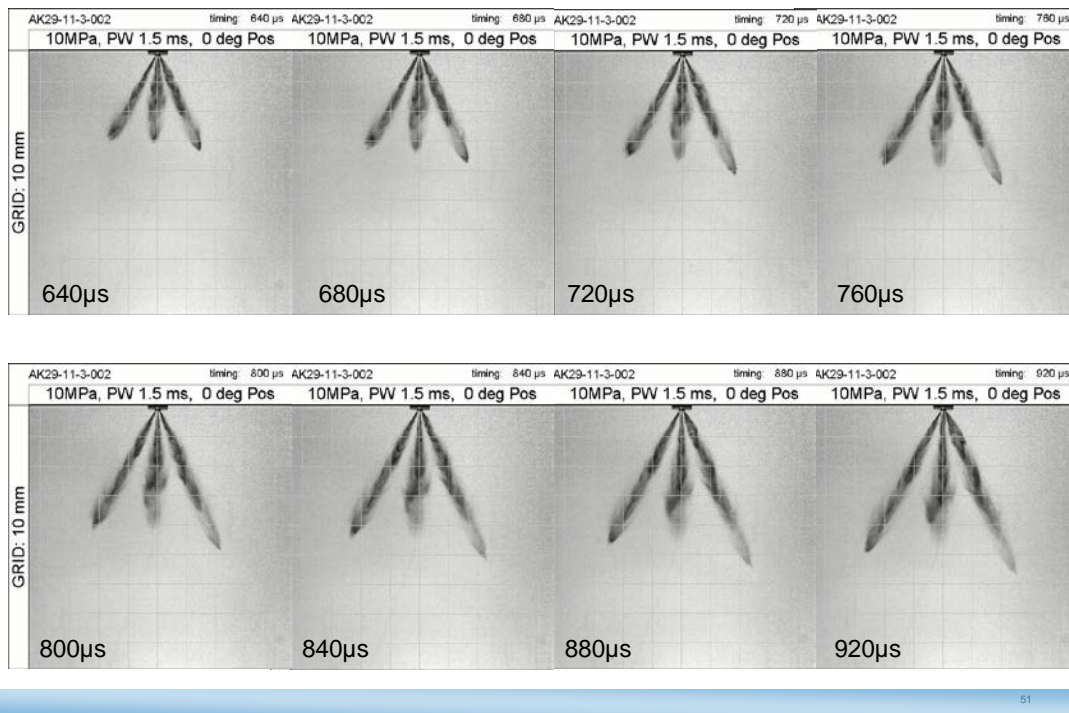 AK29-11-3-002 timing: 640 µs AK29-11-3-002 timing: 680 µs AK29-11-3-002 timing: 720 µs AK29-11-3-002 timing: 760 µs
10MPa, PW 1.5 ms, 0 deg Pos 10MPa, PW 1.5 ms, 0 deg Pos 10MPa, PW 1.5 ms, 0 deg Pos 10MPa, PW 1.5 ms, 0 deg Pos
GRID: 10 mm
640µs 680µs 720µs 760µs
AK29-11-3-002 timing: 800 µs AK29-11-3-002 timing: 840 µs AK29-11-3-002 timing: 880 µs AK29-11-3-002 timing: 920 µs
10MPa, PW 1.5 ms, 0 deg Pos 10MPa, PW 1.5 ms, 0 deg Pos 10MPa, PW 1.5 ms, 0 deg Pos 10MPa, PW 1.5 ms, 0 deg Pos
GRID: 10 mm
800µs 840µs 880µs 920µs
51